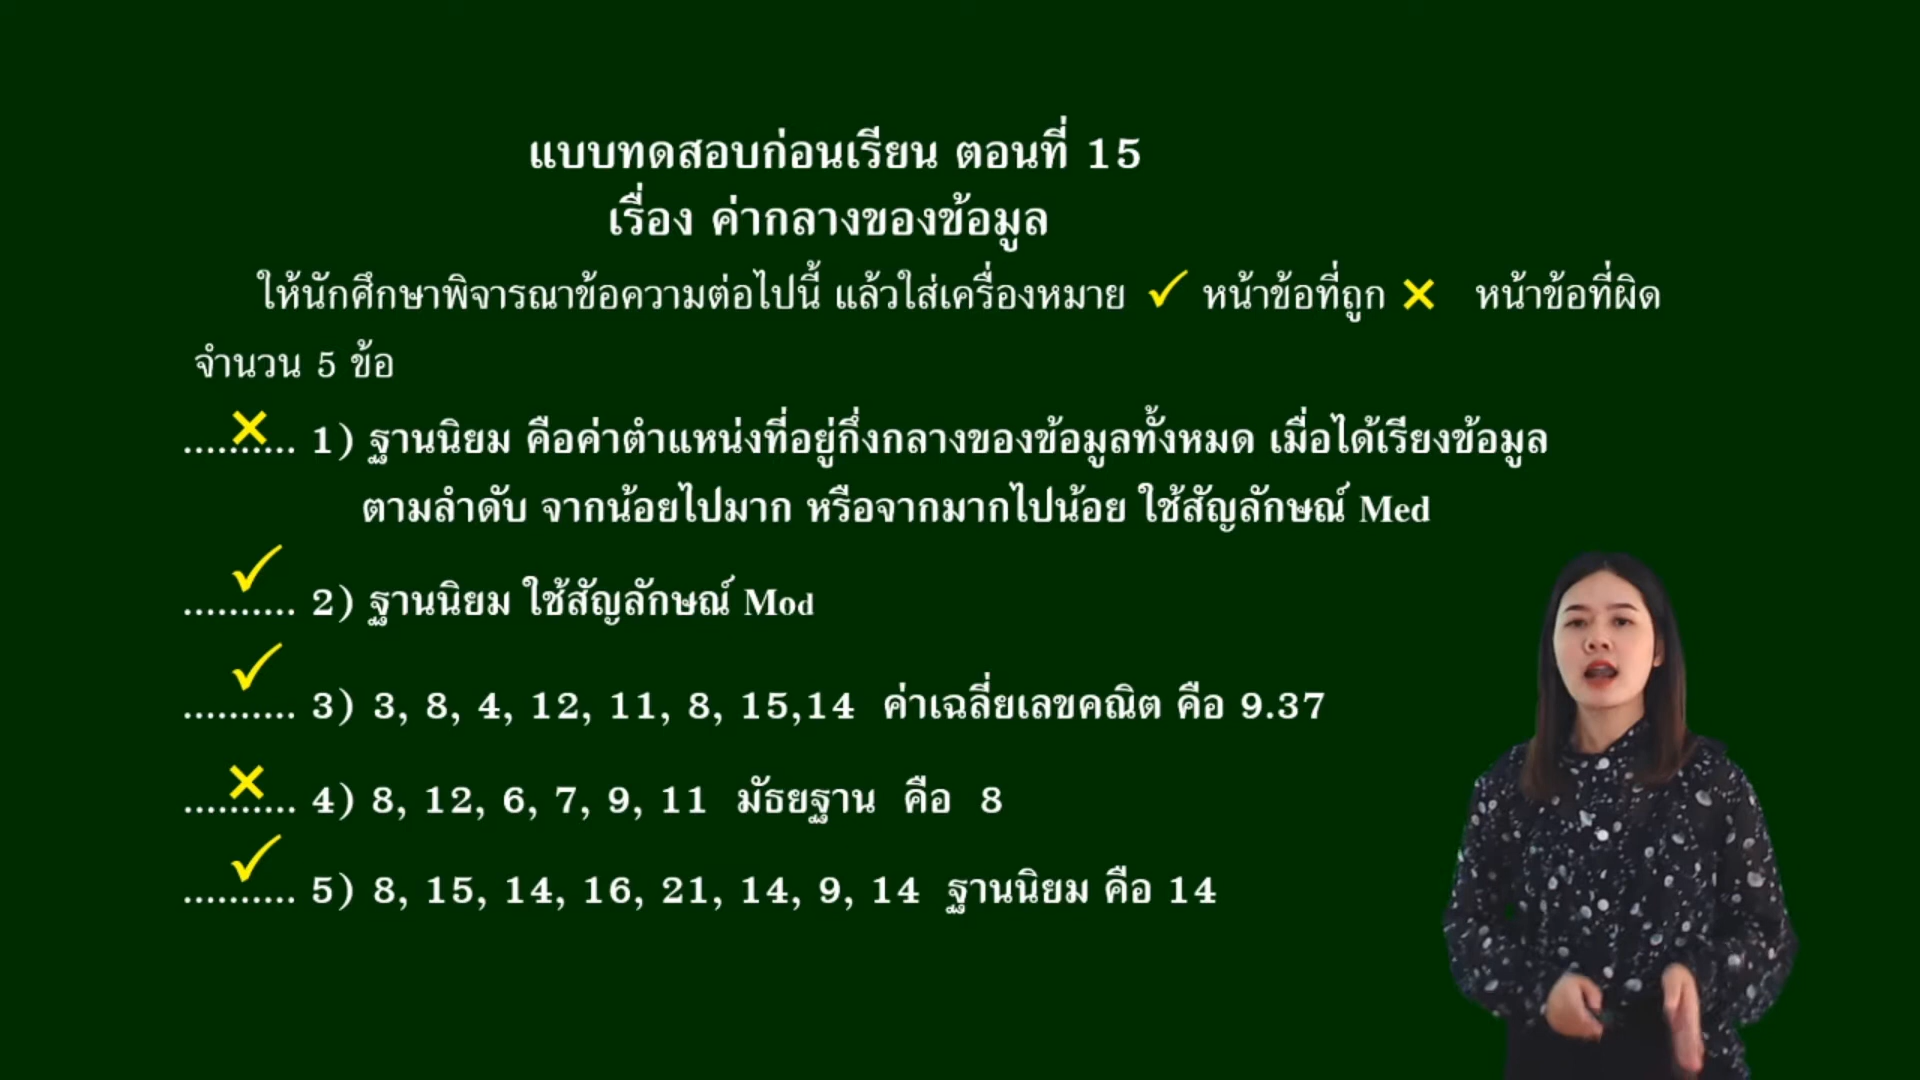 แบบทดสอบก่อนเรียน ตอนที่ 15
เรื่อง ค่ากลางของข้อมูล
ให้นักศึกษาพิจารณาข้อความต่อไปนี้ แล้วใส่เครื่องหมาย ✓ หน้าข้อที่ถูก × หน้าข้อที่ผิด
จำนวน 5 ข้อ
.....×..... 1) ฐานนิยม คือค่าตำแหน่งที่อยู่กึ่งกลางของข้อมูลทั้งหมด เมื่อได้เรียงข้อมูล
ตามลำดับ จากน้อยไปมาก หรือจากมากไปน้อย ใช้สัญลักษณ์ Med
.....✓..... 2) ฐานนิยม ใช้สัญลักษณ์ Mod
.....✓..... 3) 3, 8, 4, 12, 11, 8, 15,14 ค่าเฉลี่ยเลขคณิต คือ 9.37
.....×..... 4) 8, 12, 6, 7, 9, 11 มัธยฐาน คือ 8
.....✓..... 5) 8, 15, 14, 16, 21, 14, 9, 14 ฐานนิยม คือ 14